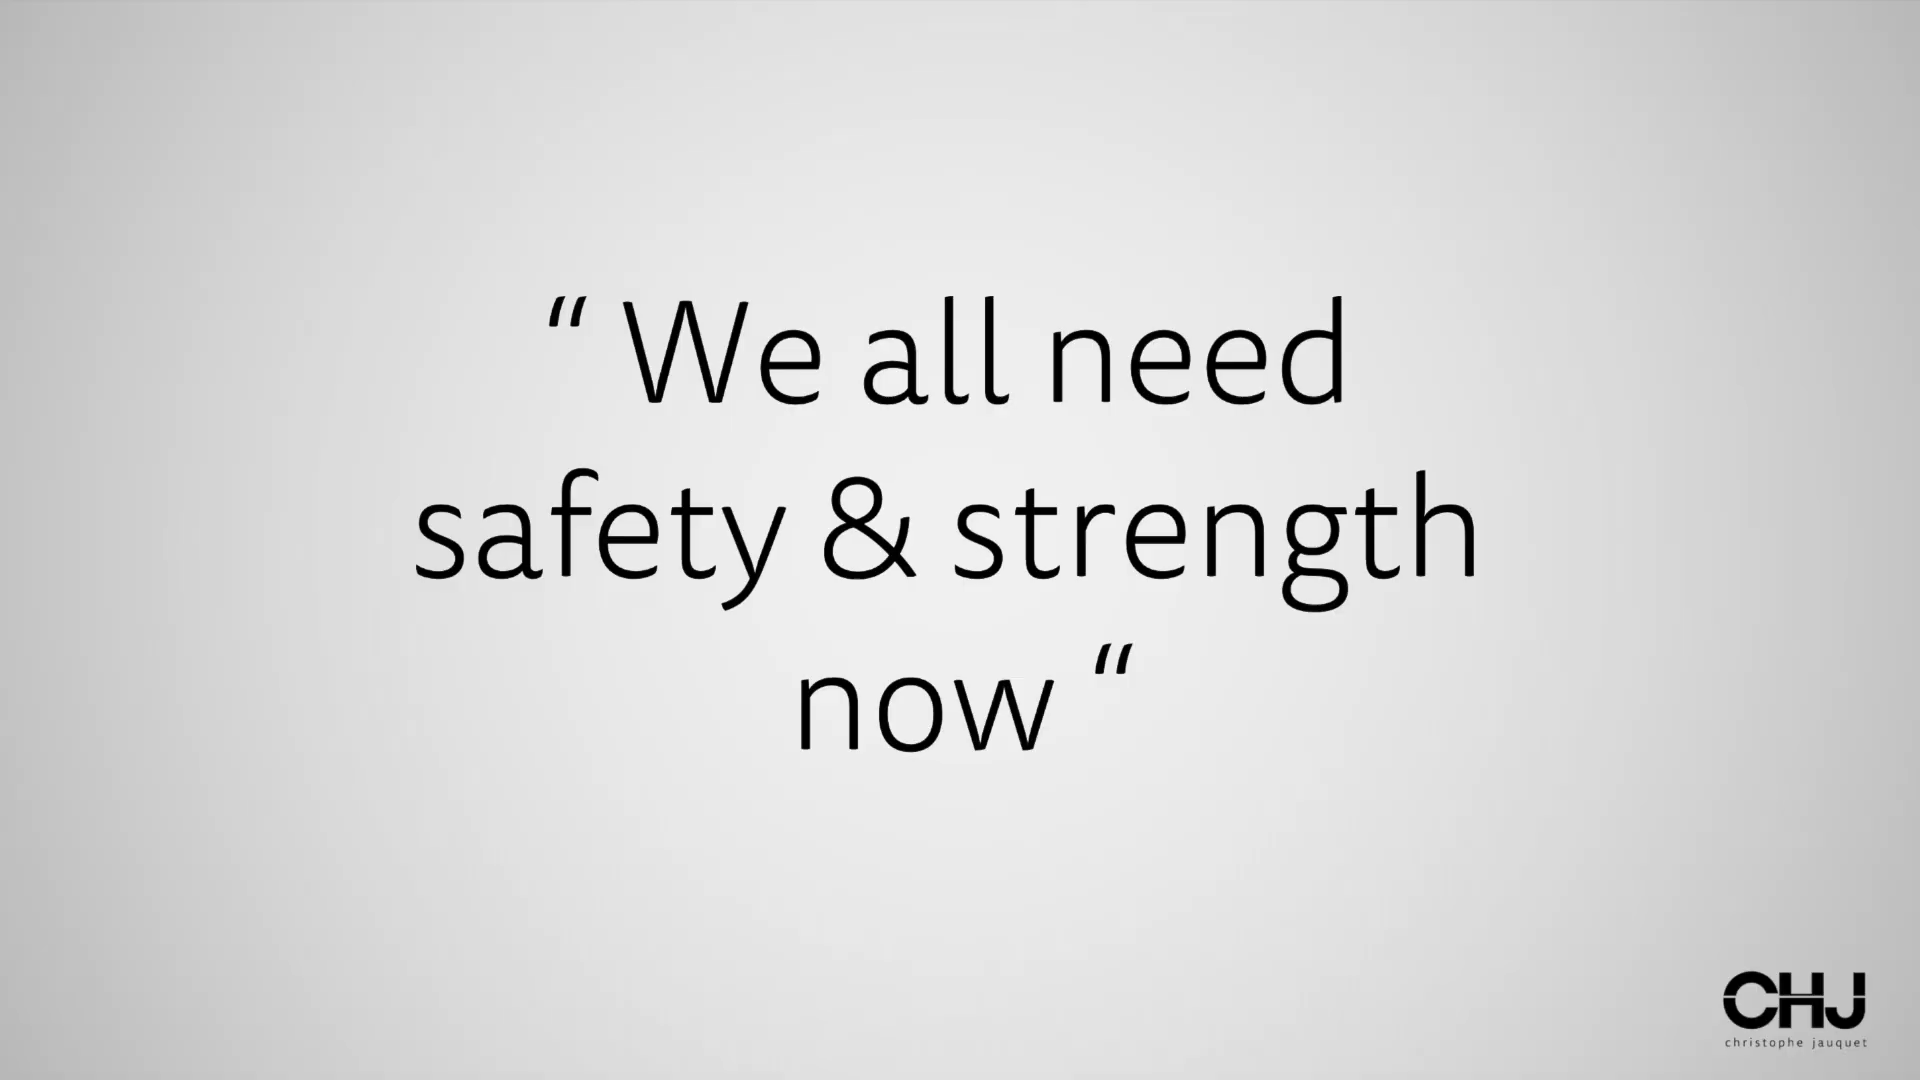 “ We all need
safety & strength
now “
CHJ
christophe jauquet